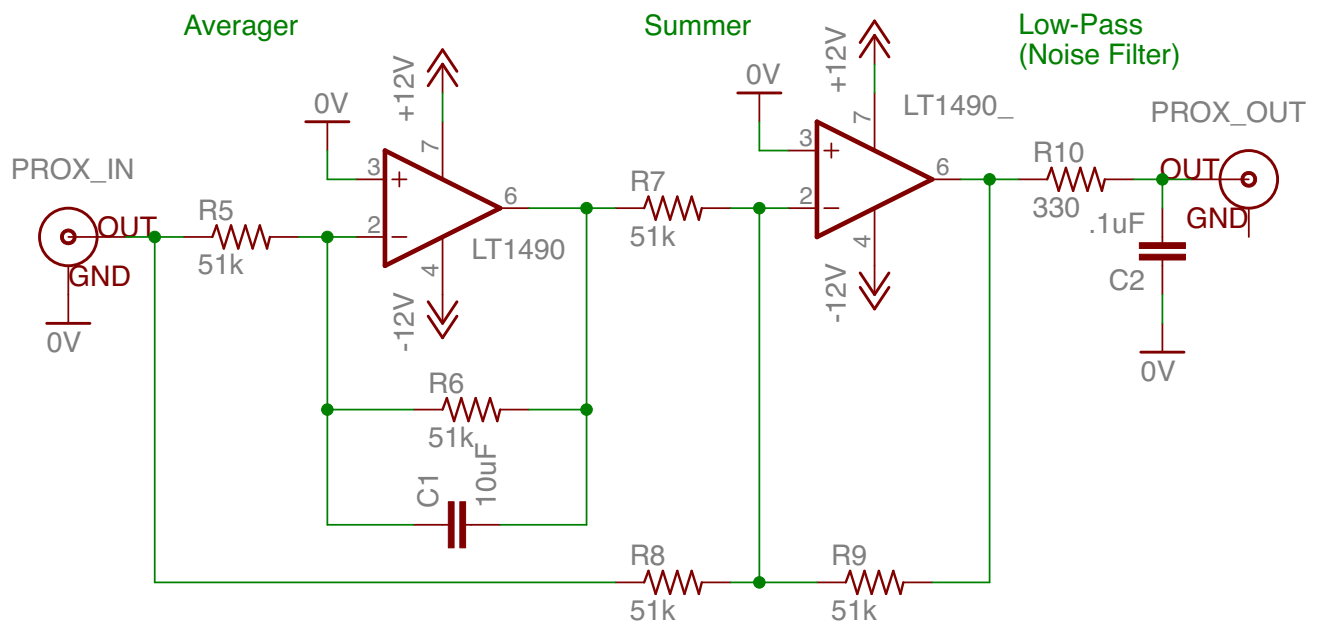 Averager
Summer
Low-Pass
(Noise Filter)
+12V
+12V
0V
0V
7
7
LT1490_
PROX_OUT
PROX_IN
3
+
3
+
6
R10
OUT
330
R5
OUT
51k
2
−
6
R7
51k
2
−
GND
.1uF
C2
LT1490
4
4
GND
-12V
-12V
0V
0V
R6
51k
C1
10uF
R8
51k
R9
51k